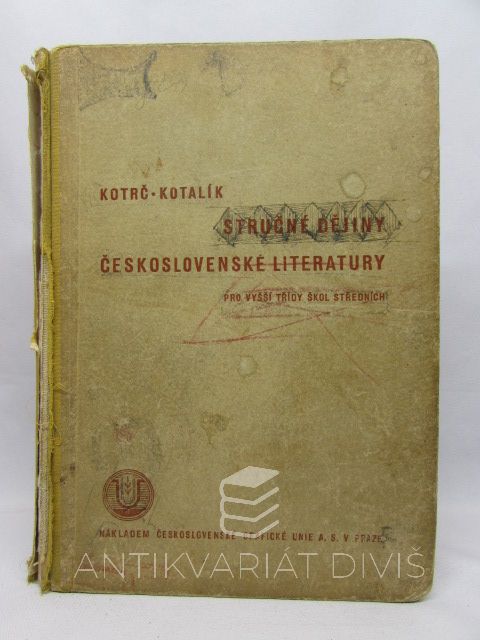 KOTRČ • KOTALÍK
STRUČNÉ DĚJINY
ČESKOSLOVENSKÉ LITERATURY
PRO VYŠŠÍ TŘÍDY ŠKOL STŘEDNÍCH
NÁKLADEM ČESKOSLOVENSKÉ GRAFICKÉ UNIE A. S. V PRAZE
ANTIKVARIÁT DIVIŠ